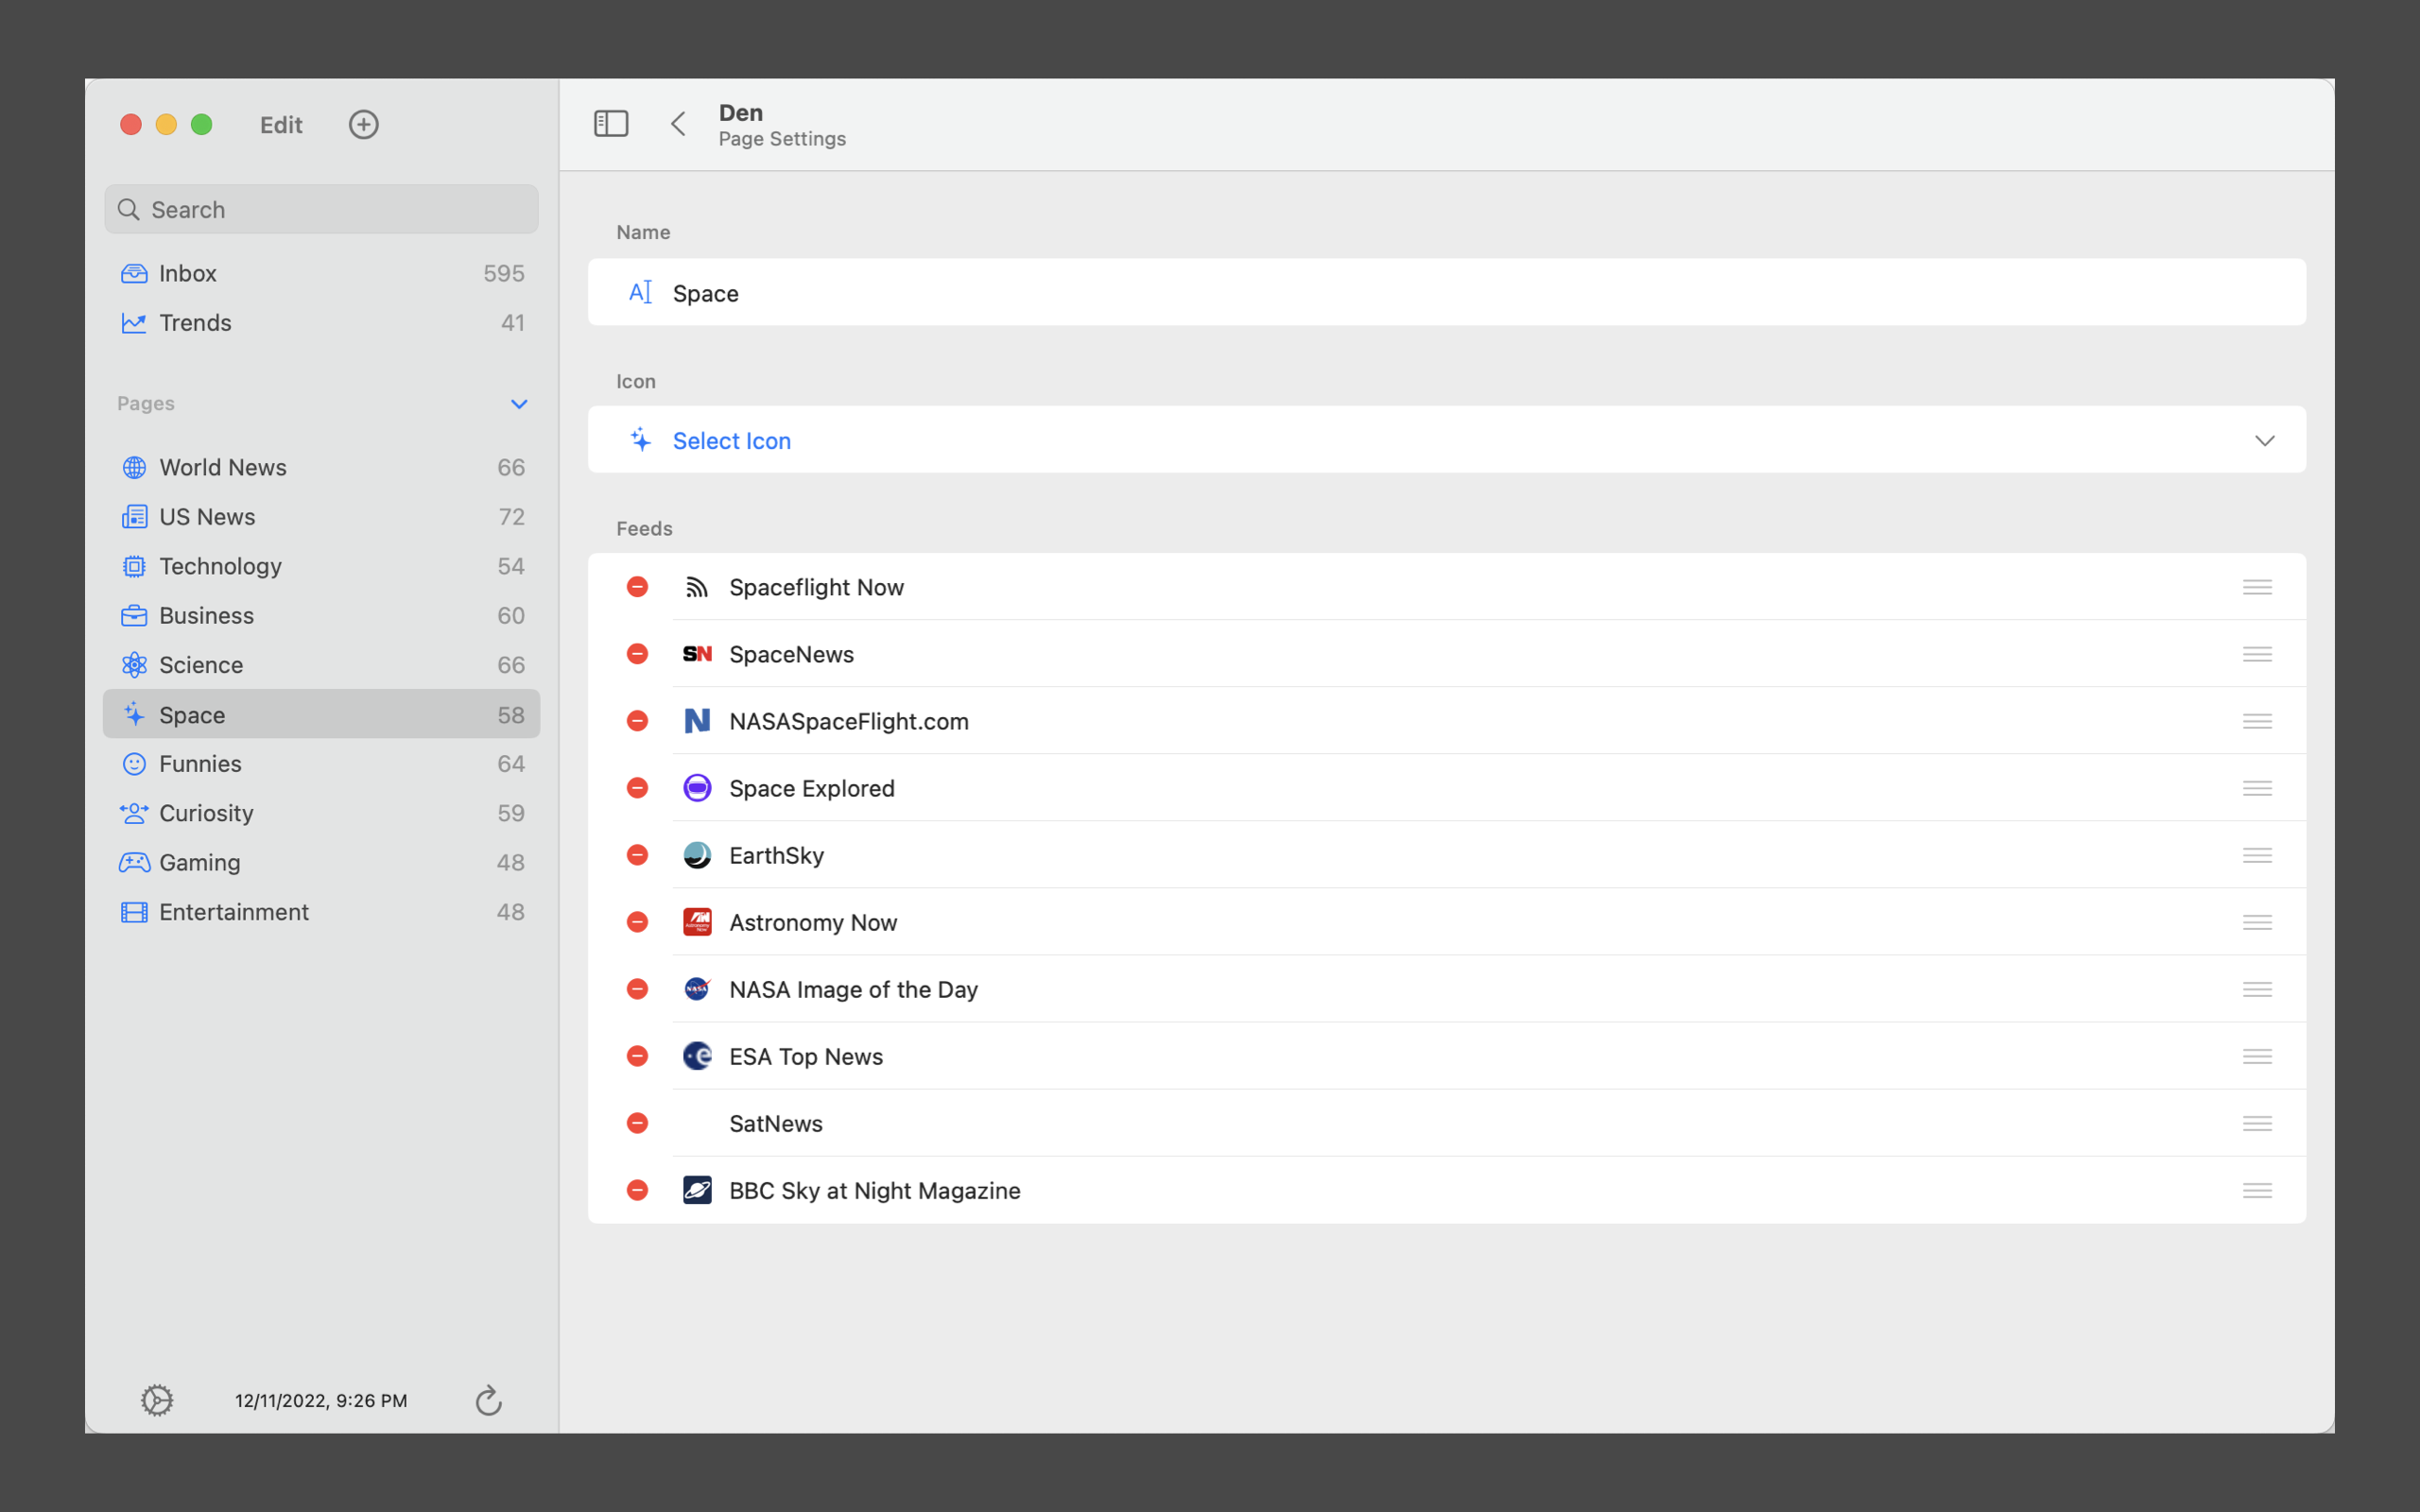 Edit
Search
Inbox 595
Trends 41
Pages
World News 66
US News 72
Technology 54
Business 60
Science 66
Space 58
Funnies 64
Curiosity 59
Gaming 48
Entertainment 48
12/11/2022, 9:26 PM
Den
Page Settings
Name
Space
Icon
Select Icon
Feeds
Spaceflight Now
SN SpaceNews
N NASASpaceFlight.com
Space Explored
EarthSky
Astronomy Now
NASA NASA Image of the Day
e ESA Top News
SatNews
BBC Sky at Night Magazine